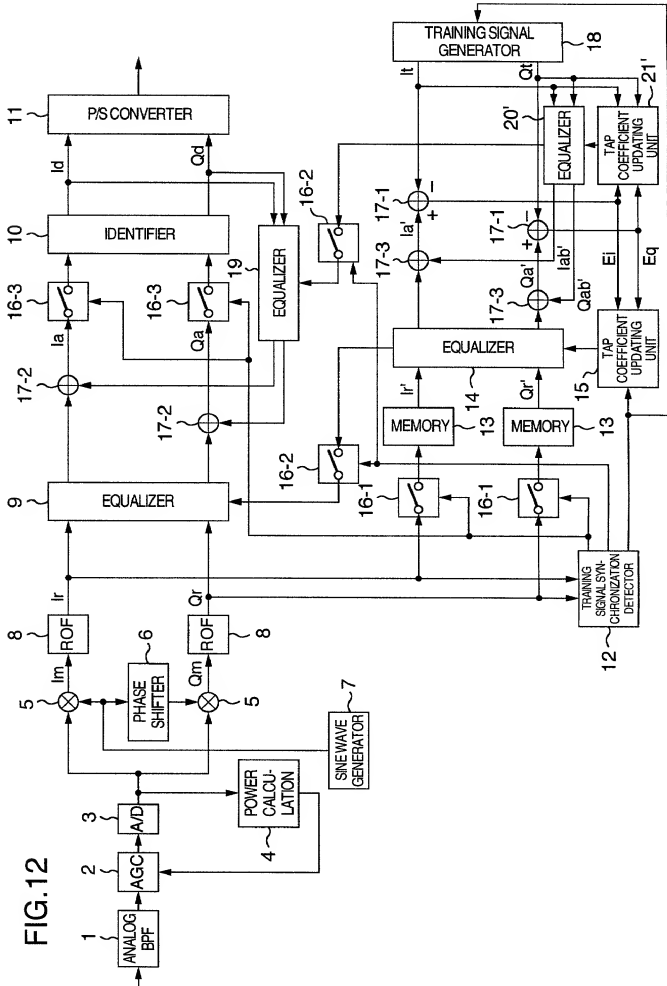 FIG.12
1
ANALOG
BPF
2
AGC
3
A/D
POWER
CALCU-
LATION
4
5
Im
PHASE
SHIFTER
6
5
Qm
SINE WAVE
GENERATOR
7
8
ROF
Ir
ROF
8
Qr
9
EQUALIZER
17-2
Ia
17-2
Qa
16-3
16-3
10
IDENTIFIER
Id
Qd
11
P/S CONVERTER
19
EQUALIZER
16-2
16-2
16-1
16-1
TRAINING
SIGNAL SYN-
CHRONIZATION
DETECTOR
12
MEMORY
13
MEMORY
13
Ir'
Qr'
EQUALIZER
14
TAP
COEFFICIENT
UPDATING
UNIT
15
17-3
Ia'
17-3
Qa'
17-1
+
−
17-1
+
−
Iab'
Qab'
Ei
Eq
20'
EQUALIZER
TAP
COEFFICIENT
UPDATING
UNIT
21'
It
Qt
TRAINING SIGNAL
GENERATOR
18